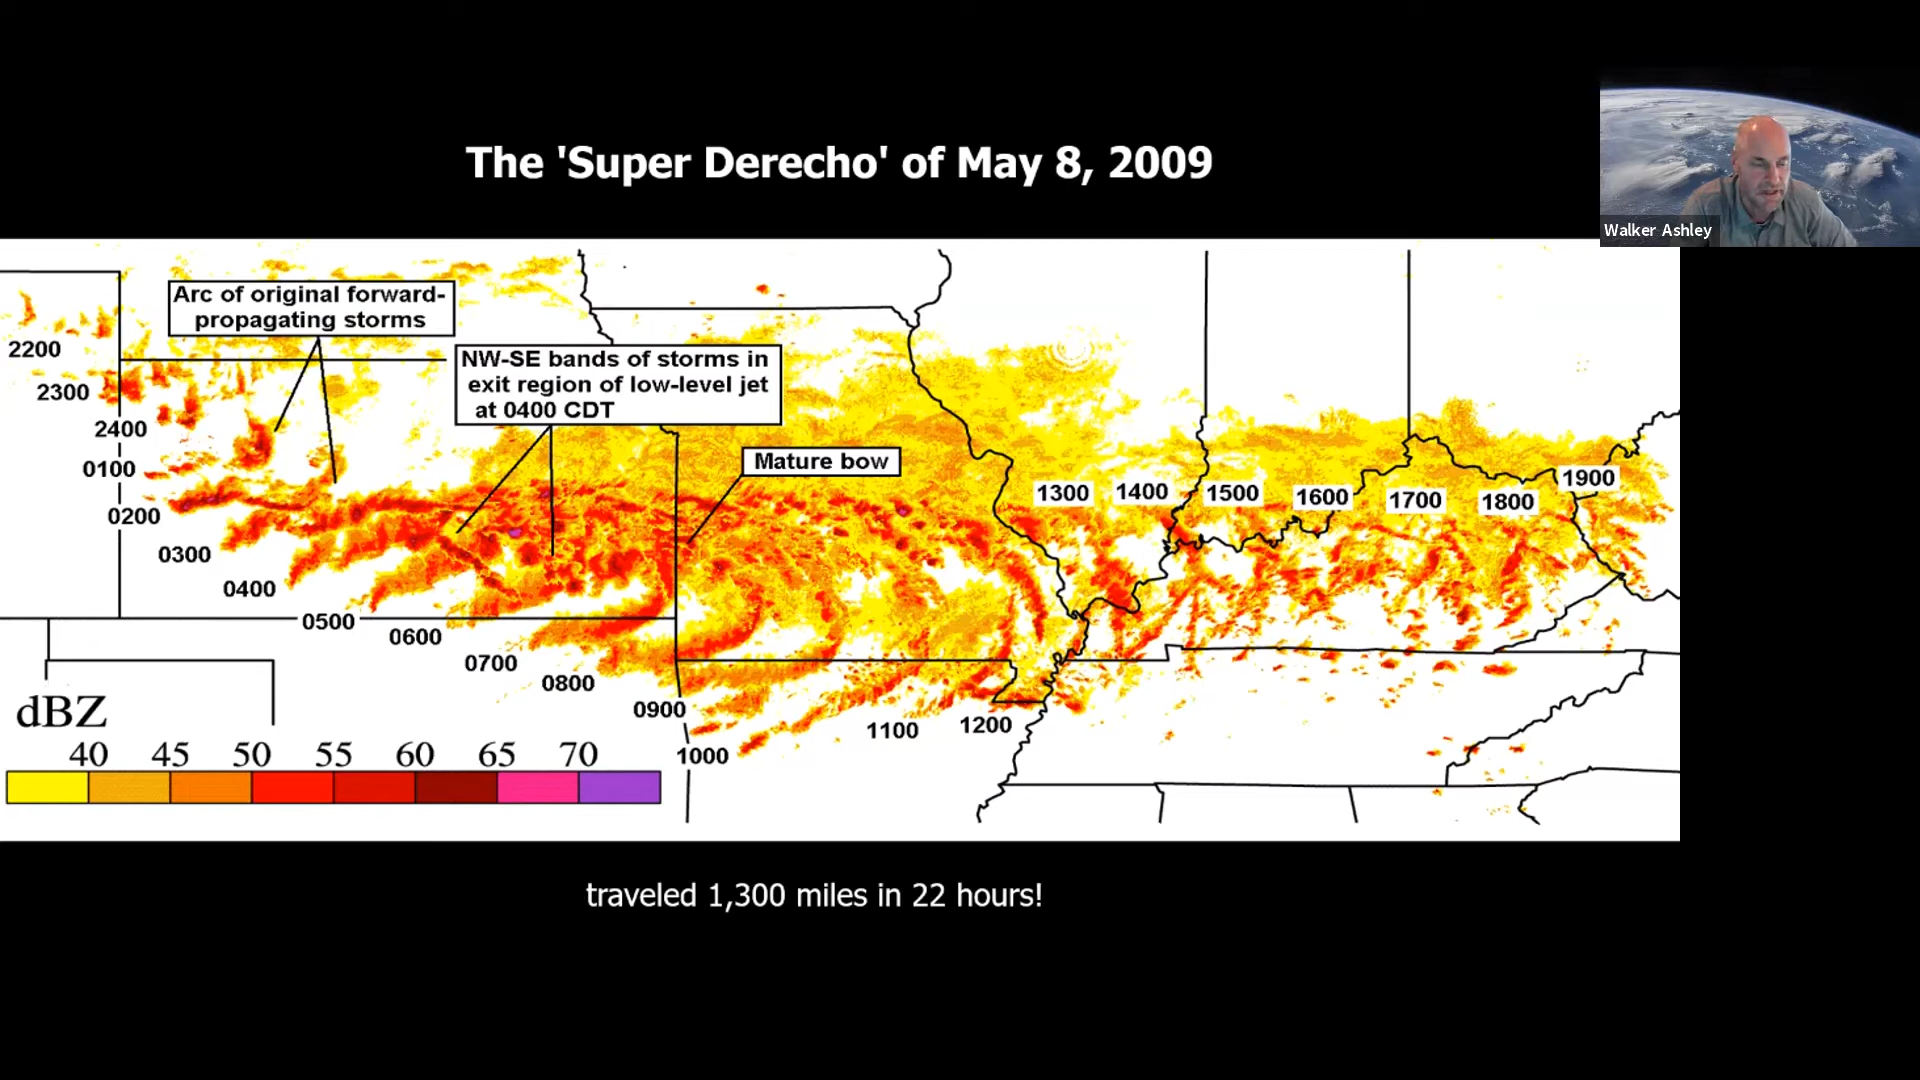 The 'Super Derecho' of May 8, 2009
Walker Ashley
Arc of original forward-
propagating storms
NW-SE bands of storms in
exit region of low-level jet
at 0400 CDT
Mature bow
2200
2300
2400
0100
0200
0300
0400
0500
0600
0700
0800
0900
1000
1100
1200
1300
1400
1500
1600
1700
1800
1900
dBZ
40 45 50 55 60 65 70
traveled 1,300 miles in 22 hours!